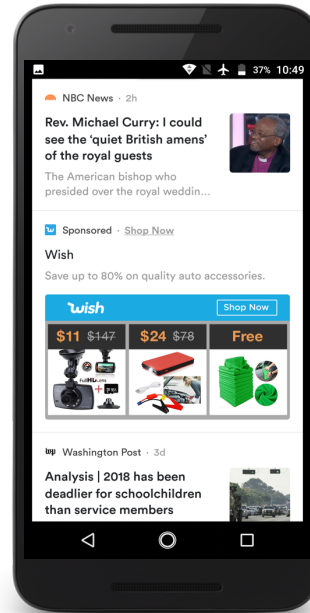 37% 10:49
NBC News · 2h
Rev. Michael Curry: I could
see the ‘quiet British amens’
of the royal guests
The American bishop who
presided over the royal weddin...
Sponsored · Shop Now
Wish
Save up to 80% on quality auto accessories.
wish
Shop Now
$11 $147
$24 $78
Free
FullHD LENS
wp Washington Post · 3d
Analysis | 2018 has been
deadlier for schoolchildren
than service members